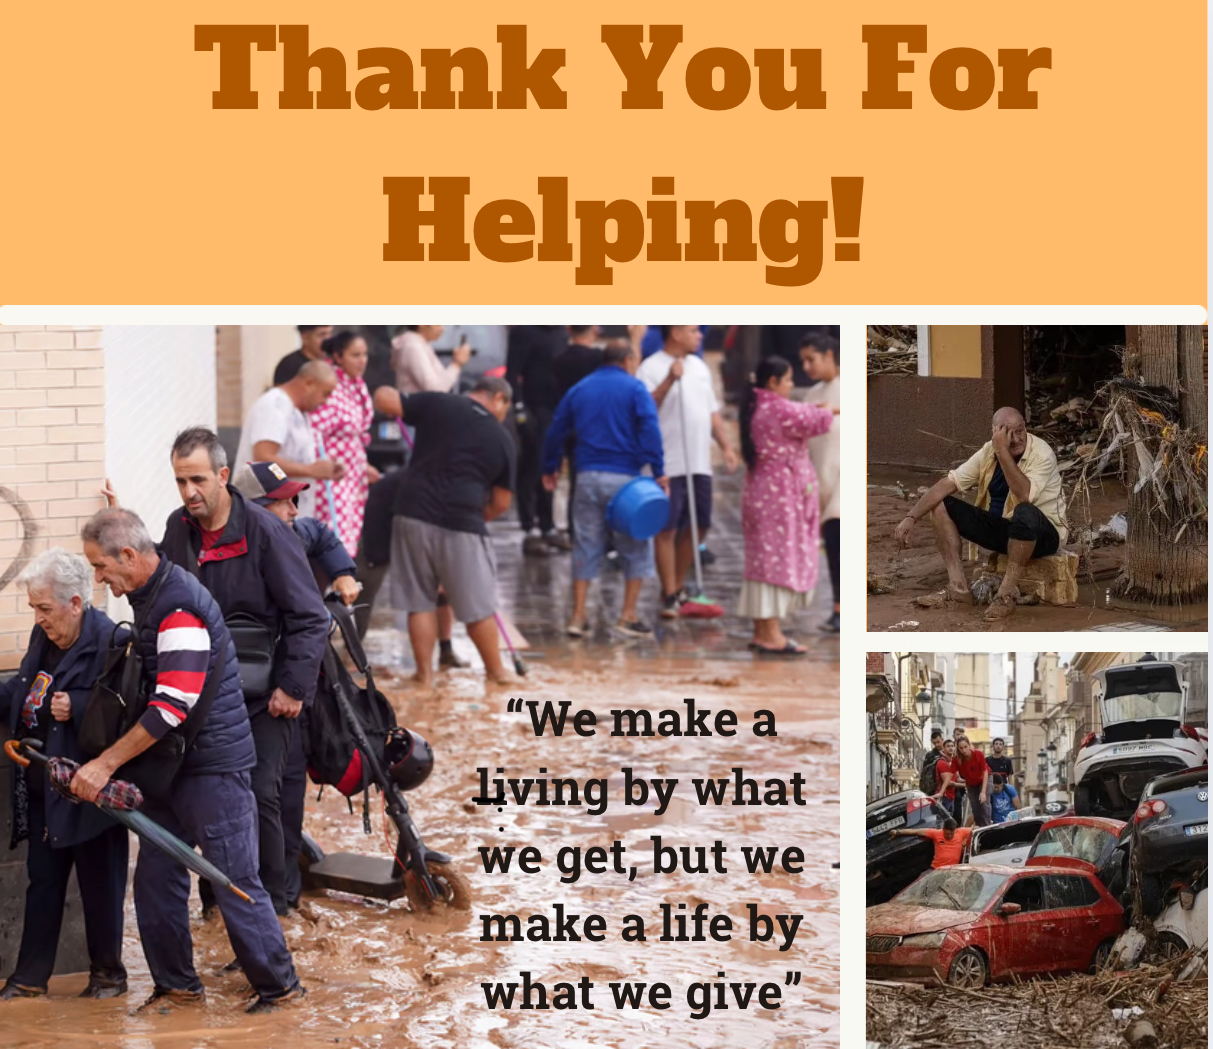 Thank You For
Helping!
“We make a
living by what
we get, but we
make a life by
what we give”